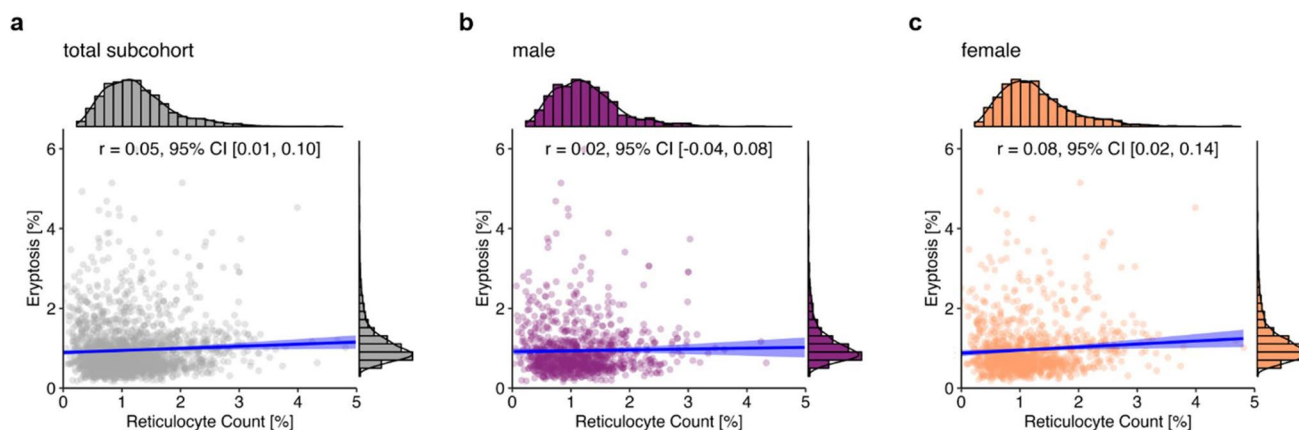 a
total subcohort
r = 0.05, 95% CI [0.01, 0.10]
6
4
2
0
Eryptosis [%]
0 1 2 3 4 5
Reticulocyte Count [%]
b
male
r = 0.02, 95% CI [-0.04, 0.08]
6
4
2
0
Eryptosis [%]
0 1 2 3 4 5
Reticulocyte Count [%]
c
female
r = 0.08, 95% CI [0.02, 0.14]
6
4
2
0
Eryptosis [%]
0 1 2 3 4 5
Reticulocyte Count [%]